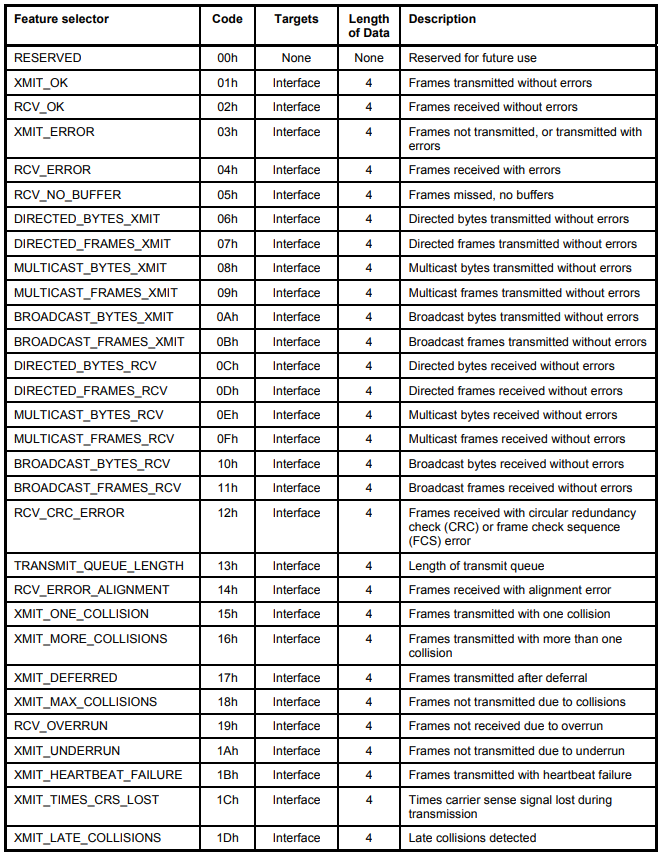 Feature selector Code Targets Length of Data Description
RESERVED 00h None None Reserved for future use
XMIT_OK 01h Interface 4 Frames transmitted without errors
RCV_OK 02h Interface 4 Frames received without errors
XMIT_ERROR 03h Interface 4 Frames not transmitted, or transmitted with
errors
RCV_ERROR 04h Interface 4 Frames received with errors
RCV_NO_BUFFER 05h Interface 4 Frames missed, no buffers
DIRECTED_BYTES_XMIT 06h Interface 4 Directed bytes transmitted without errors
DIRECTED_FRAMES_XMIT 07h Interface 4 Directed frames transmitted without errors
MULTICAST_BYTES_XMIT 08h Interface 4 Multicast bytes transmitted without errors
MULTICAST_FRAMES_XMIT 09h Interface 4 Multicast frames transmitted without errors
BROADCAST_BYTES_XMIT 0Ah Interface 4 Broadcast bytes transmitted without errors
BROADCAST_FRAMES_XMIT 0Bh Interface 4 Broadcast frames transmitted without errors
DIRECTED_BYTES_RCV 0Ch Interface 4 Directed bytes received without errors
DIRECTED_FRAMES_RCV 0Dh Interface 4 Directed frames received without errors
MULTICAST_BYTES_RCV 0Eh Interface 4 Multicast bytes received without errors
MULTICAST_FRAMES_RCV 0Fh Interface 4 Multicast frames received without errors
BROADCAST_BYTES_RCV 10h Interface 4 Broadcast bytes received without errors
BROADCAST_FRAMES_RCV 11h Interface 4 Broadcast frames received without errors
RCV_CRC_ERROR 12h Interface 4 Frames received with circular redundancy
check (CRC) or frame check sequence
(FCS) error
TRANSMIT_QUEUE_LENGTH 13h Interface 4 Length of transmit queue
RCV_ERROR_ALIGNMENT 14h Interface 4 Frames received with alignment error
XMIT_ONE_COLLISION 15h Interface 4 Frames transmitted with one collision
XMIT_MORE_COLLISIONS 16h Interface 4 Frames transmitted with more than one
collision
XMIT_DEFERRED 17h Interface 4 Frames transmitted after deferral
XMIT_MAX_COLLISIONS 18h Interface 4 Frames not transmitted due to collisions
RCV_OVERRUN 19h Interface 4 Frames not received due to overrun
XMIT_UNDERRUN 1Ah Interface 4 Frames not transmitted due to underrun
XMIT_HEARTBEAT_FAILURE 1Bh Interface 4 Frames transmitted with heartbeat failure
XMIT_TIMES_CRS_LOST 1Ch Interface 4 Times carrier sense signal lost during
transmission
XMIT_LATE_COLLISIONS 1Dh Interface 4 Late collisions detected